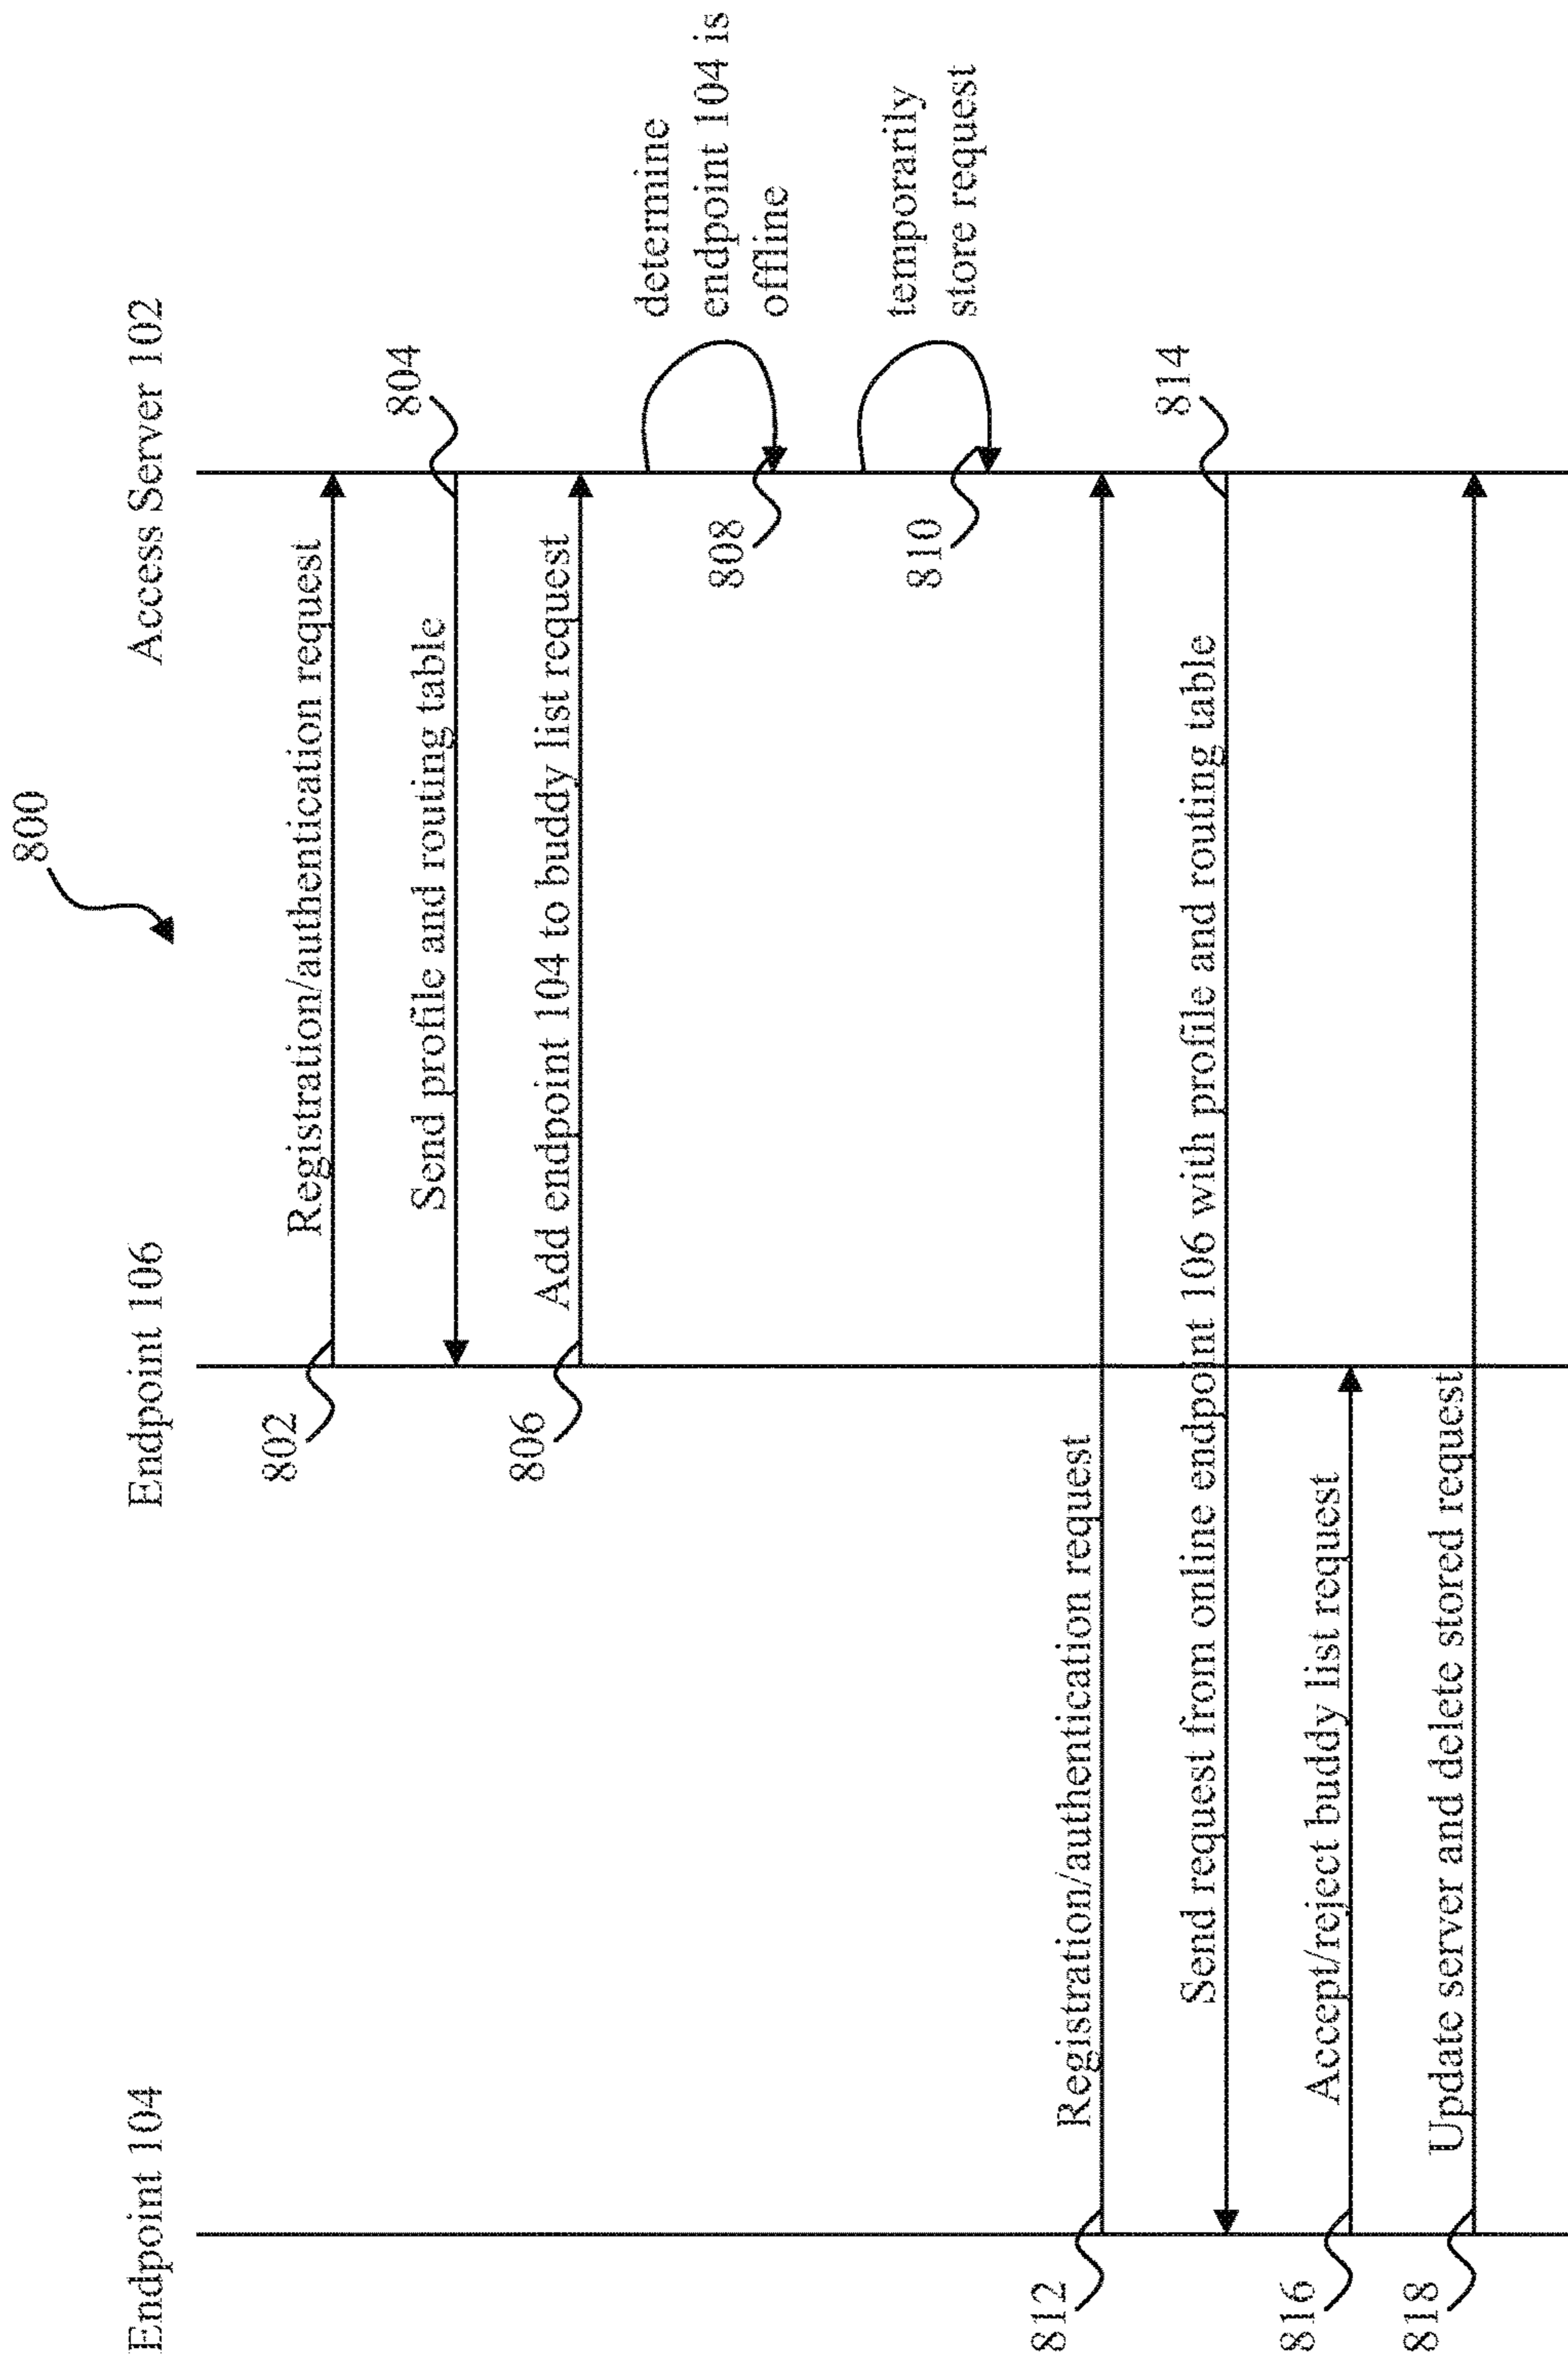 800
Endpoint 104
Endpoint 106
Access Server 102
802
Registration/authentication request
Send profile and routing table
804
806
Add endpoint 104 to buddy list request
determine
endpoint 104 is
offline
808
temporarily
store request
810
812
Registration/authentication request
Send request from online endpoint 106 with profile and routing table
814
816
Accept/reject buddy list request
818
Update server and delete stored request